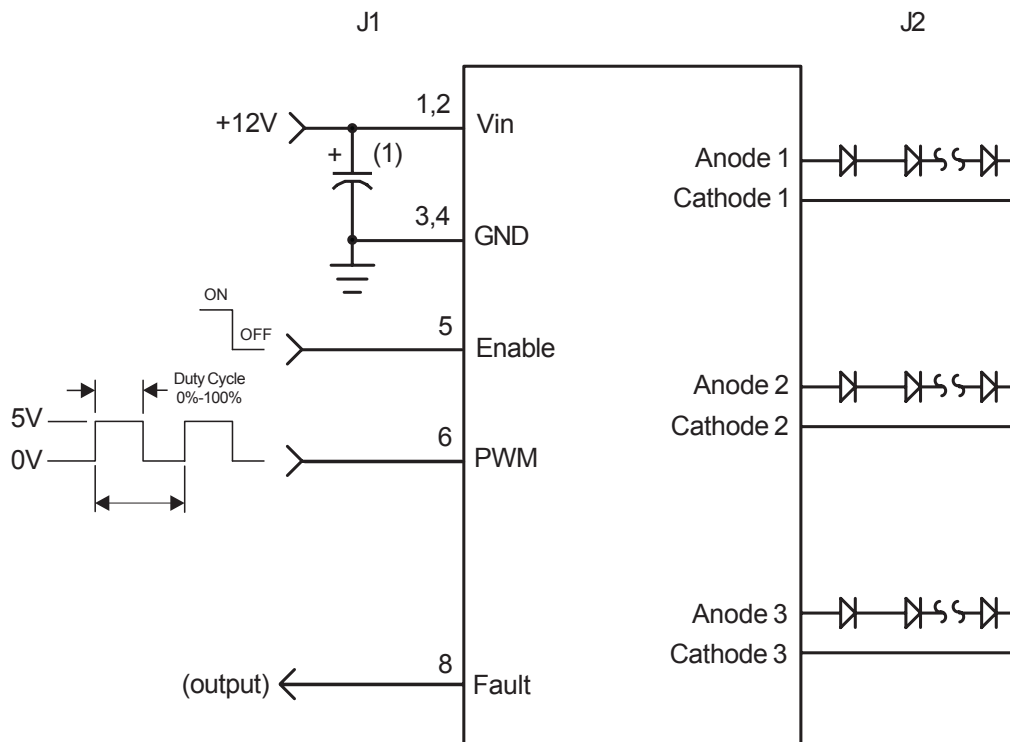 J1
J2
1,2
+12V
Vin
+
(1)
Anode 1
Cathode 1
3,4
GND
ON
OFF
5
Enable
Duty Cycle
0%-100%
5V
0V
6
PWM
Anode 2
Cathode 2
Anode 3
Cathode 3
8
(output)
Fault